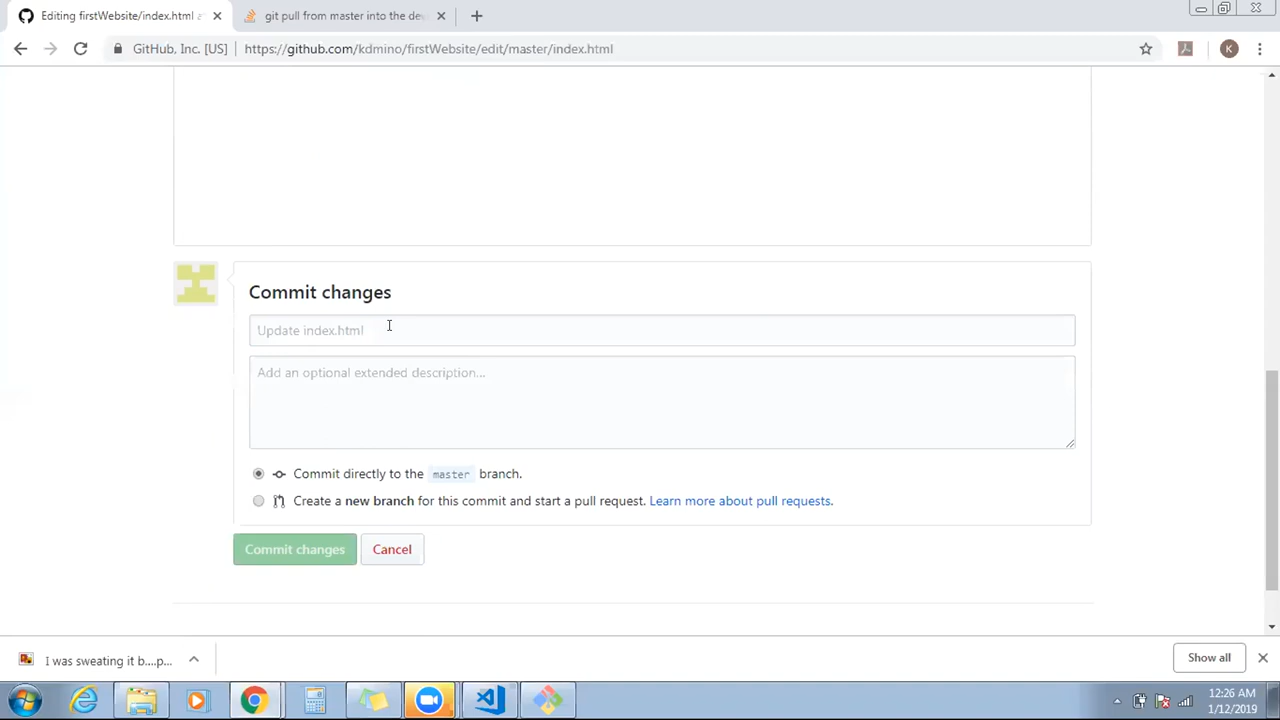 Editing firstWebsite/index.html a
git pull from master into the dev
GitHub, Inc. [US]
https://github.com/kdmino/firstWebsite/edit/master/index.html
K
Commit changes
Update index.html
Add an optional extended description...
Commit directly to the master branch.
Create a new branch for this commit and start a pull request. Learn more about pull requests.
Commit changes
Cancel
I was sweating it b....p...
Show all
12:26 AM
1/12/2019